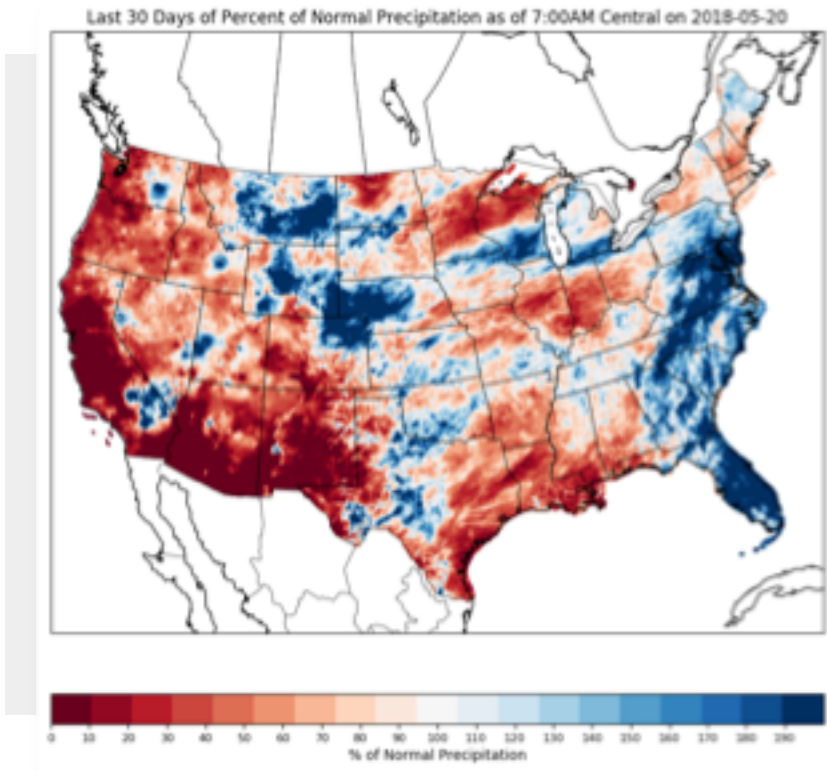 Last 30 Days of Percent of Normal Precipitation as of 7:00AM Central on 2018-05-20
0 10 20 30 40 50 60 70 80 90 100 110 120 130 140 150 160 170 180 190
% of Normal Precipitation